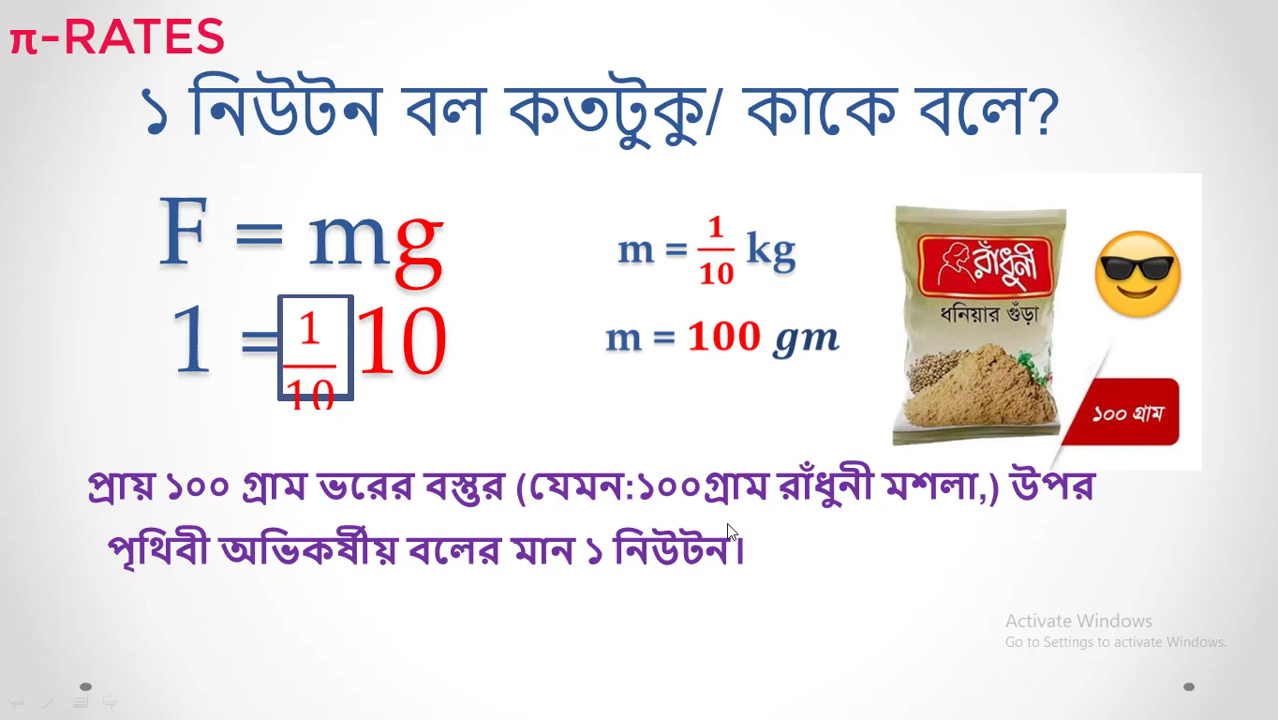 π-RATES
১ নিউটন বল কতটুকু/ কাকে বলে?
F = mg
1 = 1/10 10
m = 1/10 kg
m = 100 gm
রাঁধুনী
ধনিয়ার গুঁড়া
১০০ গ্রাম
প্রায় ১০০ গ্রাম ভরের বস্তুর (যেমন:১০০গ্রাম রাঁধুনী মশলা,) উপর
পৃথিবী অভিকর্ষীয় বলের মান ১ নিউটন।
Activate Windows
Go to Settings to activate Windows.